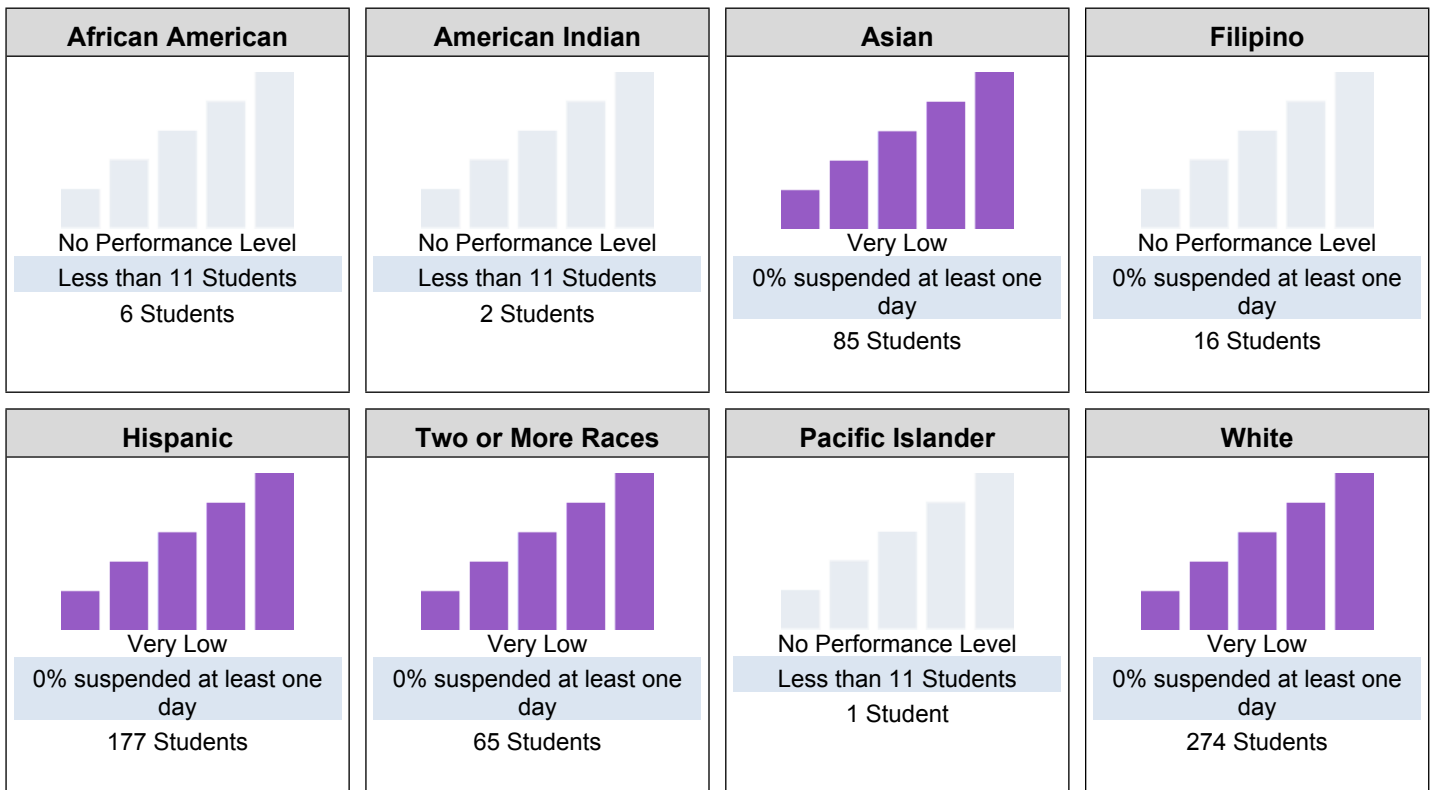 African American
No Performance Level
Less than 11 Students
6 Students
American Indian
No Performance Level
Less than 11 Students
2 Students
Asian
Very Low
0% suspended at least one
day
85 Students
Filipino
No Performance Level
0% suspended at least one
day
16 Students
Hispanic
Very Low
0% suspended at least one
day
177 Students
Two or More Races
Very Low
0% suspended at least one
day
65 Students
Pacific Islander
No Performance Level
Less than 11 Students
1 Student
White
Very Low
0% suspended at least one
day
274 Students